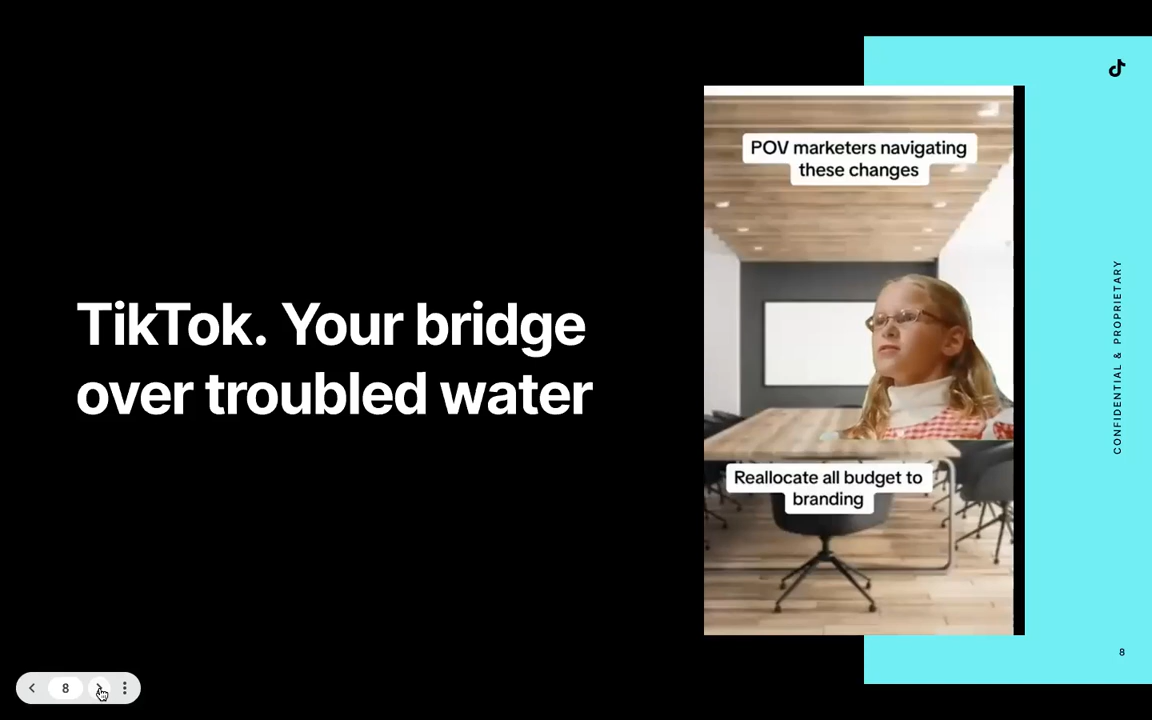 TikTok. Your bridge
over troubled water
POV marketers navigating
these changes
Reallocate all budget to
branding
CONFIDENTIAL & PROPRIETARY
8
8